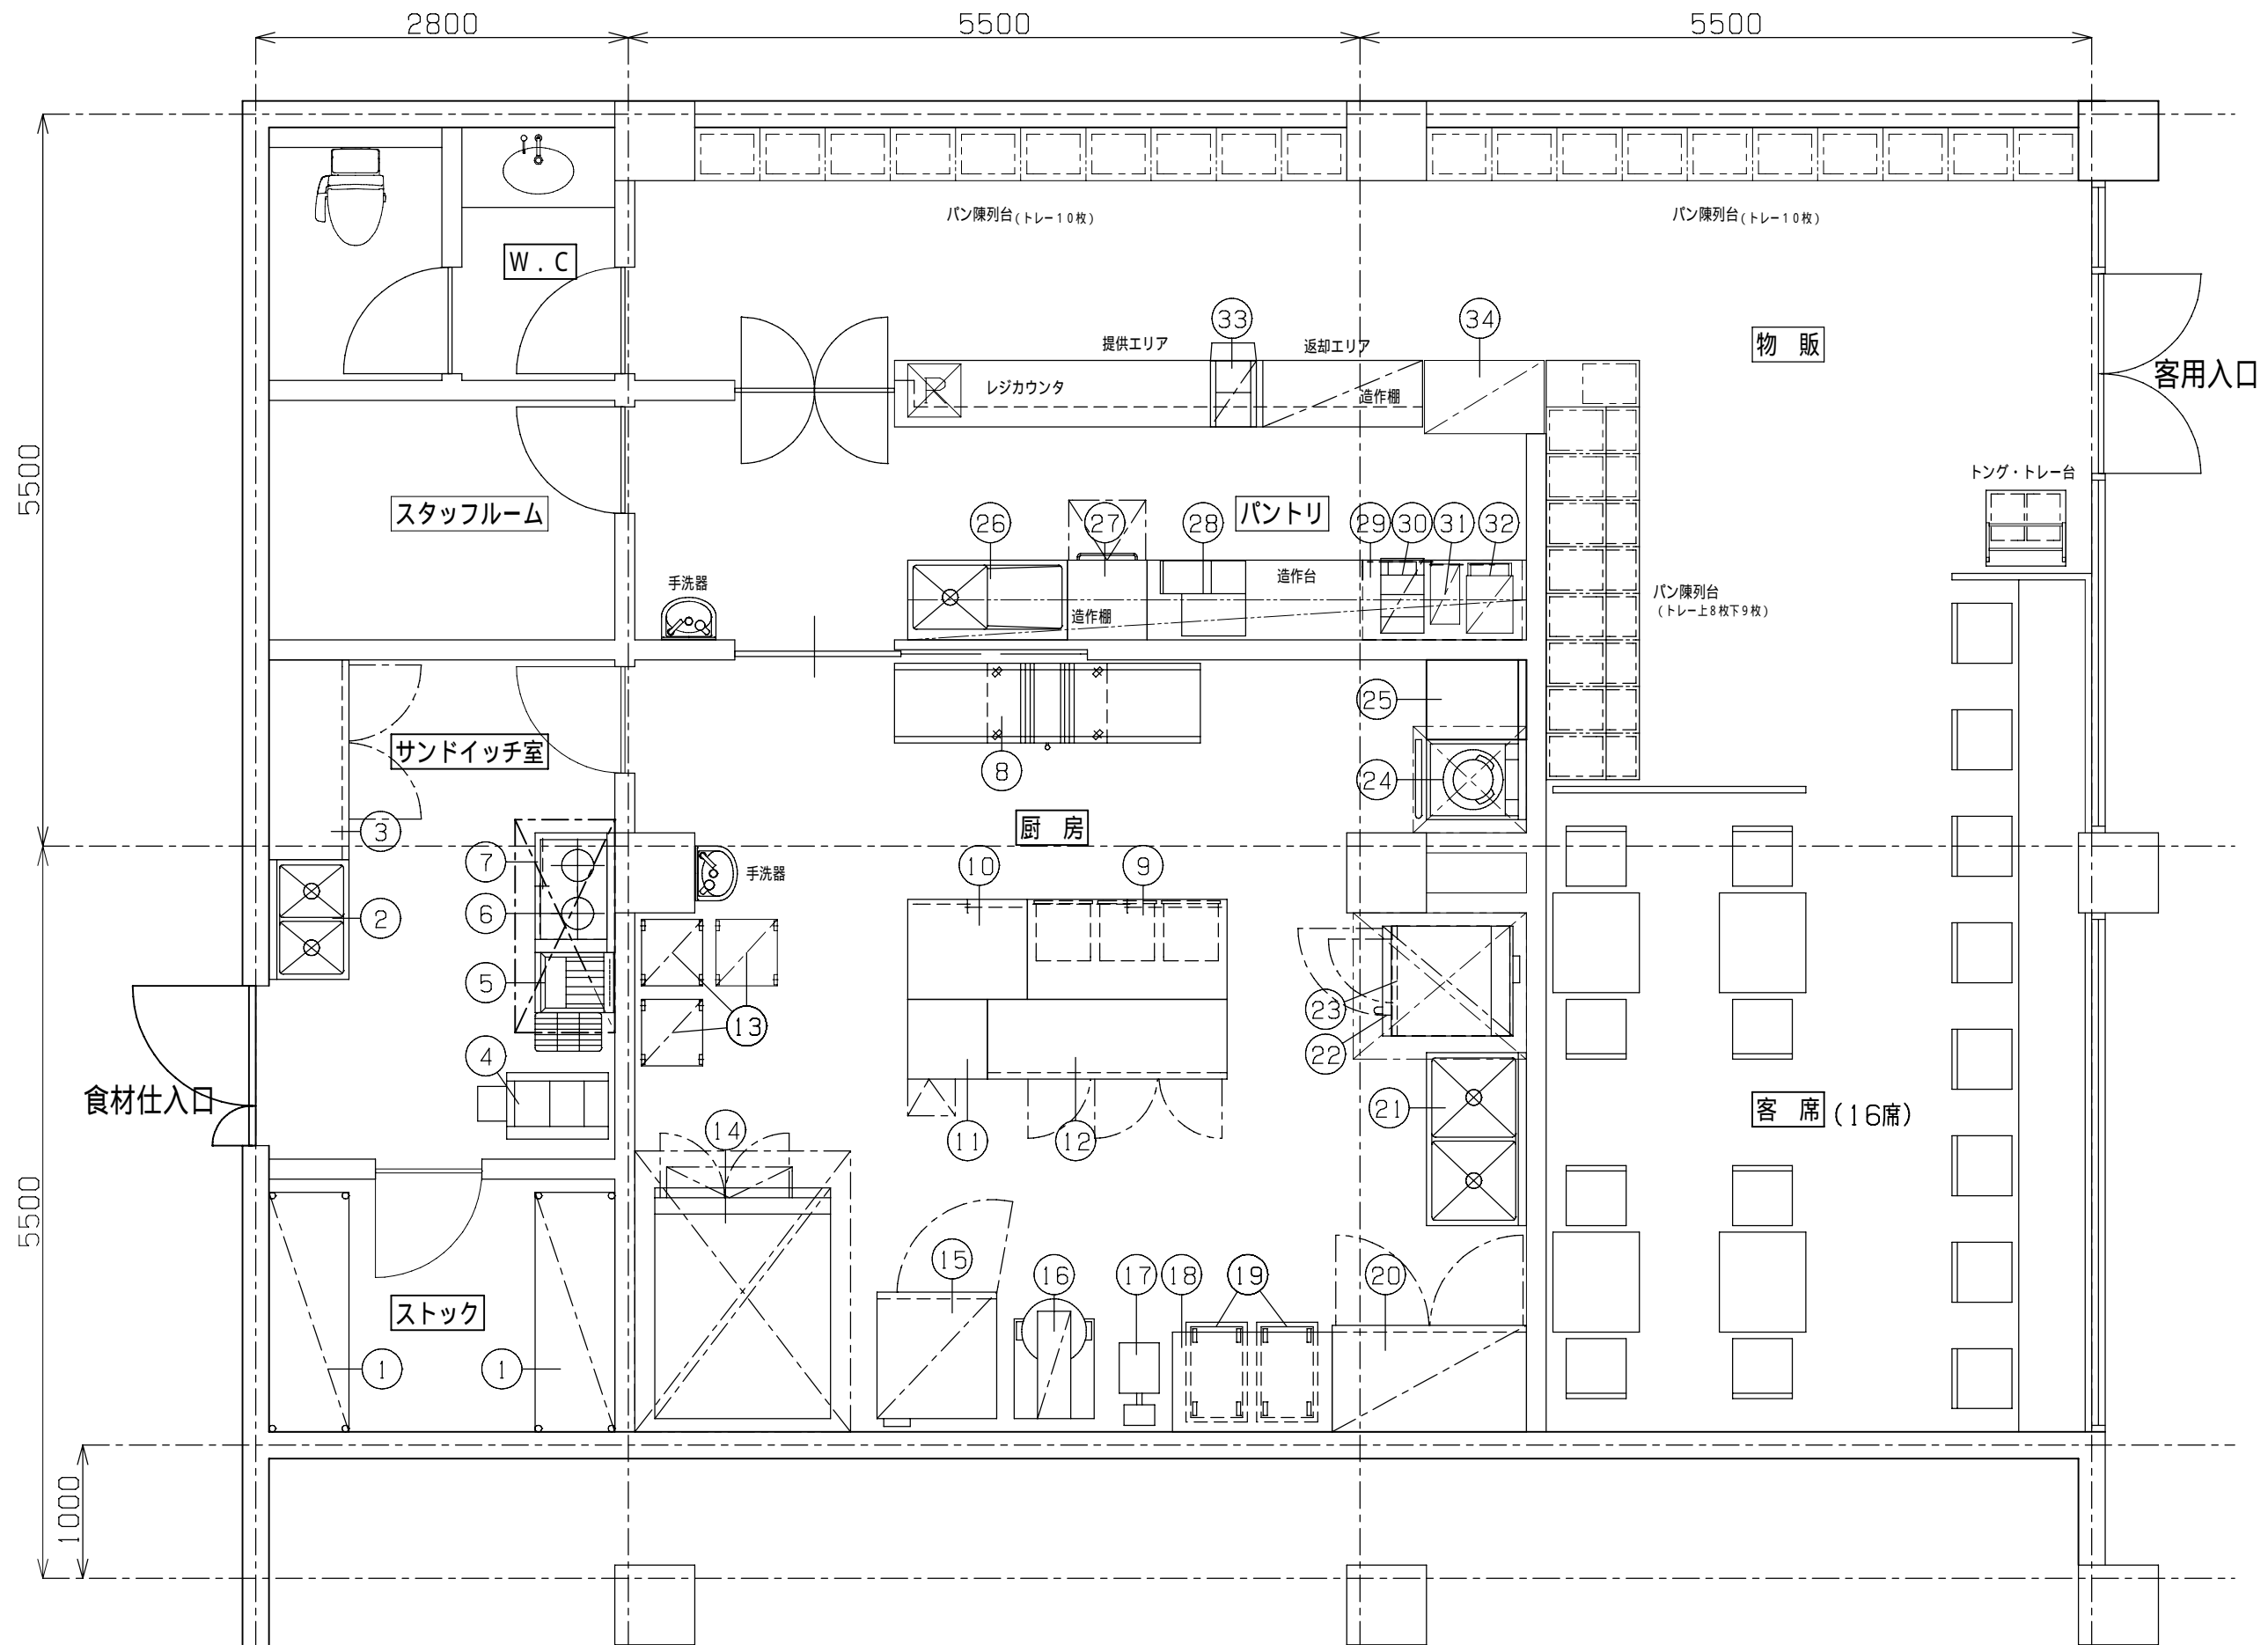 2800
5500
5500
パン陳列台(トレー10枚)
パン陳列台(トレー10枚)
W.C
33
34
提供エリア
返却エリア
物 販
客用入口
R
レジカウンタ
造作棚
5500
トング・トレー台
スタッフルーム
26
27
28
パントリ
29
30
31
32
手洗器
造作台
造作棚
パン陳列台
(トレー上8枚下9枚)
25
サンドイッチ室
8
24
3
厨 房
7
10
9
手洗器
2
6
5
23
13
22
4
食材仕入口
21
客 席
(16席)
14
11
12
5500
15
16
17
18
19
20
ストック
1
1
1000